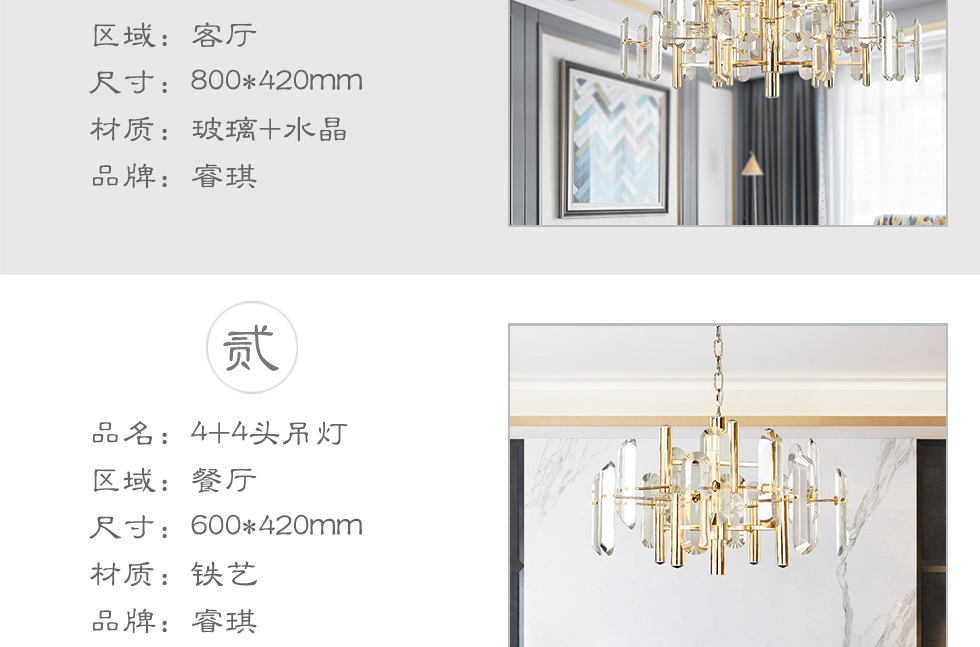 区域：客厅
尺寸：800*420mm
材质：玻璃+水晶
品牌：睿琪
贰
品名：4+4头吊灯
区域：餐厅
尺寸：600*420mm
材质：铁艺
品牌：睿琪